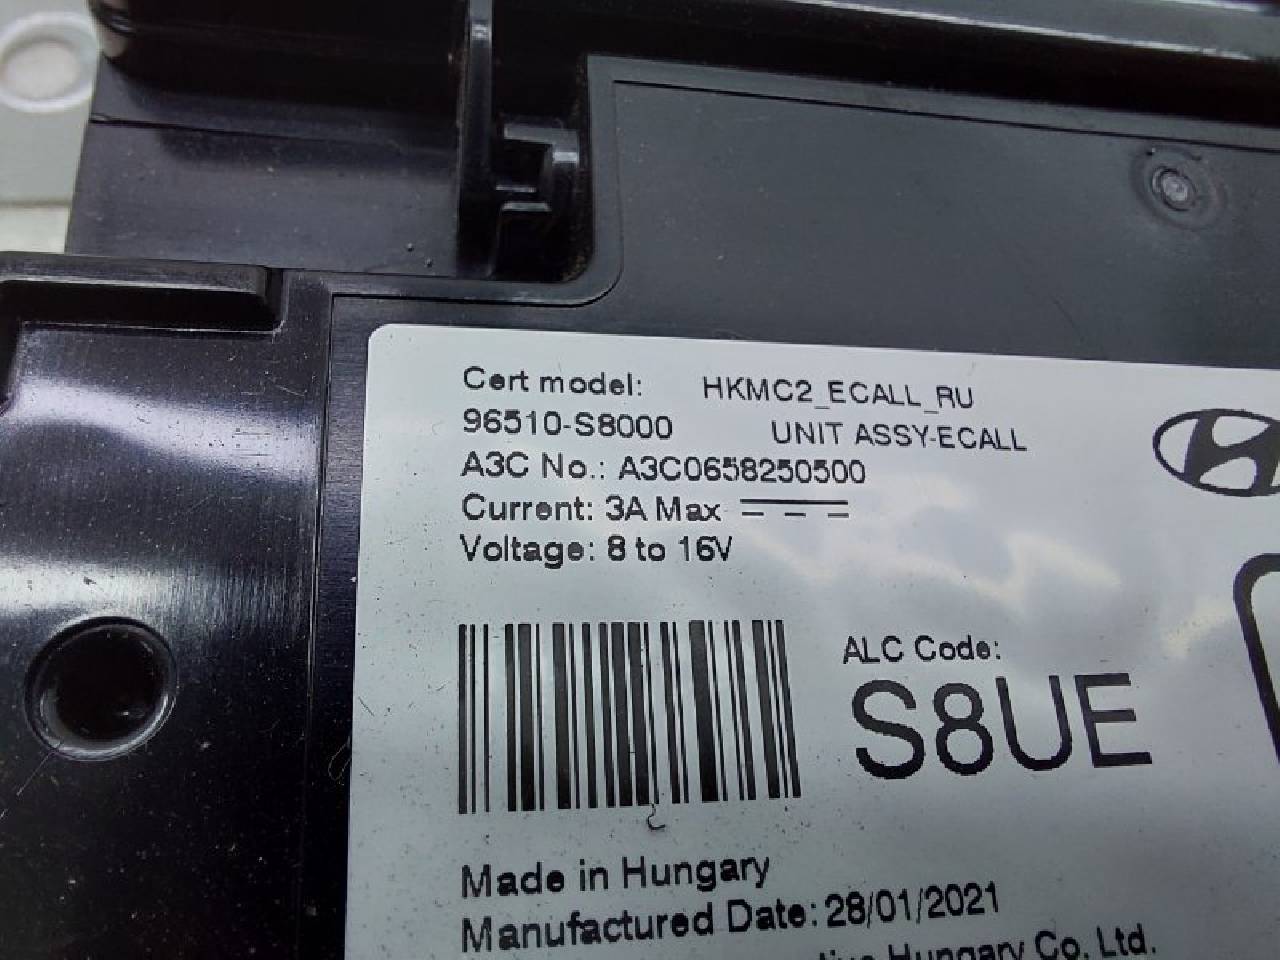 Cert model: HKMC2_ECALL_RU
96510-S8000 UNIT ASSY-ECALL
A3C No.: A3C0658250500
Current: 3A Max
Voltage: 8 to 16V
ALC Code:
S8UE
Made in Hungary
Manufactured Date: 28/01/2021
Hungary Co. Ltd.